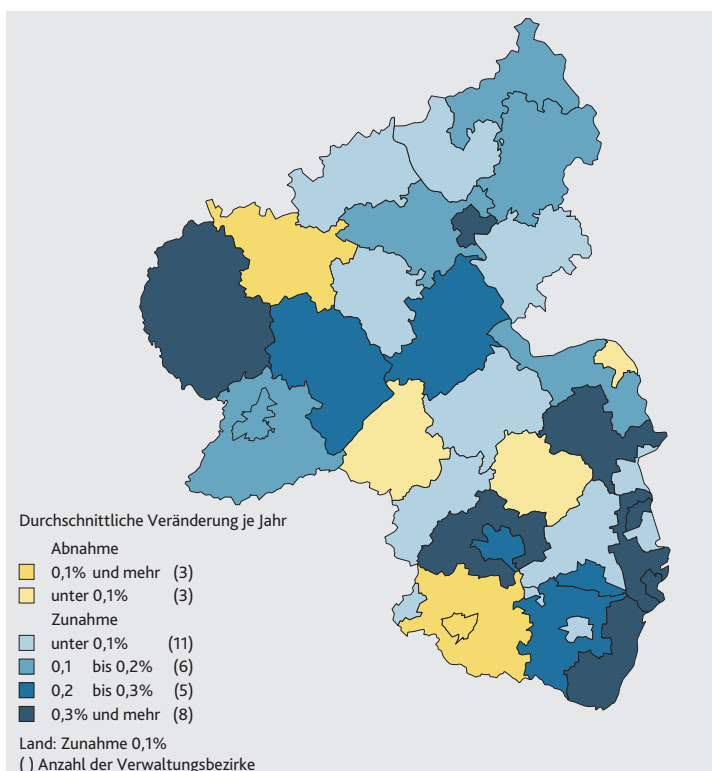 Durchschnittliche Veränderung je Jahr
Abnahme
0,1% und mehr (3)
unter 0,1% (3)
Zunahme
unter 0,1% (11)
0,1 bis 0,2% (6)
0,2 bis 0,3% (5)
0,3% und mehr (8)
Land: Zunahme 0,1%
( ) Anzahl der Verwaltungsbezirke